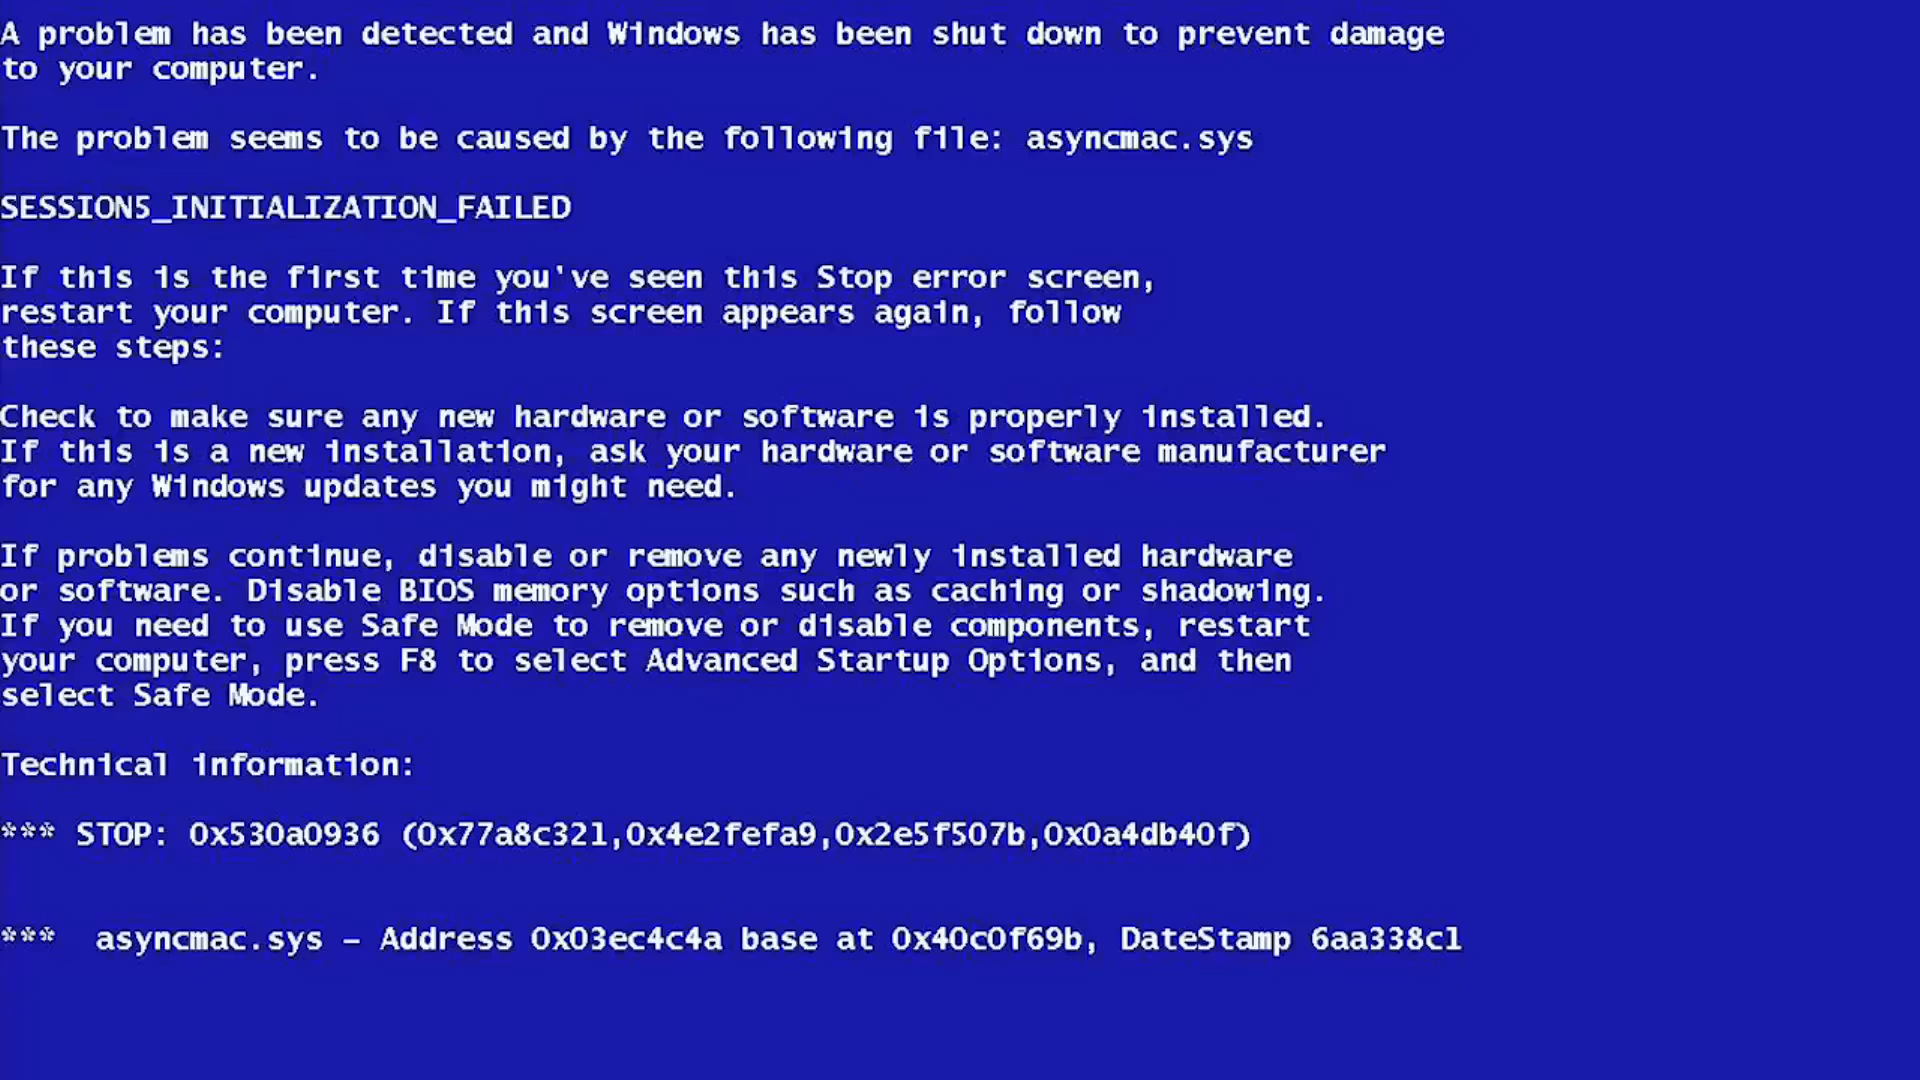 A problem has been detected and Windows has been shut down to prevent damage
to your computer.
The problem seems to be caused by the following file: asyncmac.sys
SESSION5_INITIALIZATION_FAILED
If this is the first time you've seen this Stop error screen,
restart your computer. If this screen appears again, follow
these steps:
Check to make sure any new hardware or software is properly installed.
If this is a new installation, ask your hardware or software manufacturer
for any Windows updates you might need.
If problems continue, disable or remove any newly installed hardware
or software. Disable BIOS memory options such as caching or shadowing.
If you need to use Safe Mode to remove or disable components, restart
your computer, press F8 to select Advanced Startup Options, and then
select Safe Mode.
Technical information:
*** STOP: 0x530a0936 (0x77a8c321,0x4e2fefa9,0x2e5f507b,0x0a4db40f)
***  asyncmac.sys – Address 0x03ec4c4a base at 0x40c0f69b, DateStamp 6aa338c1